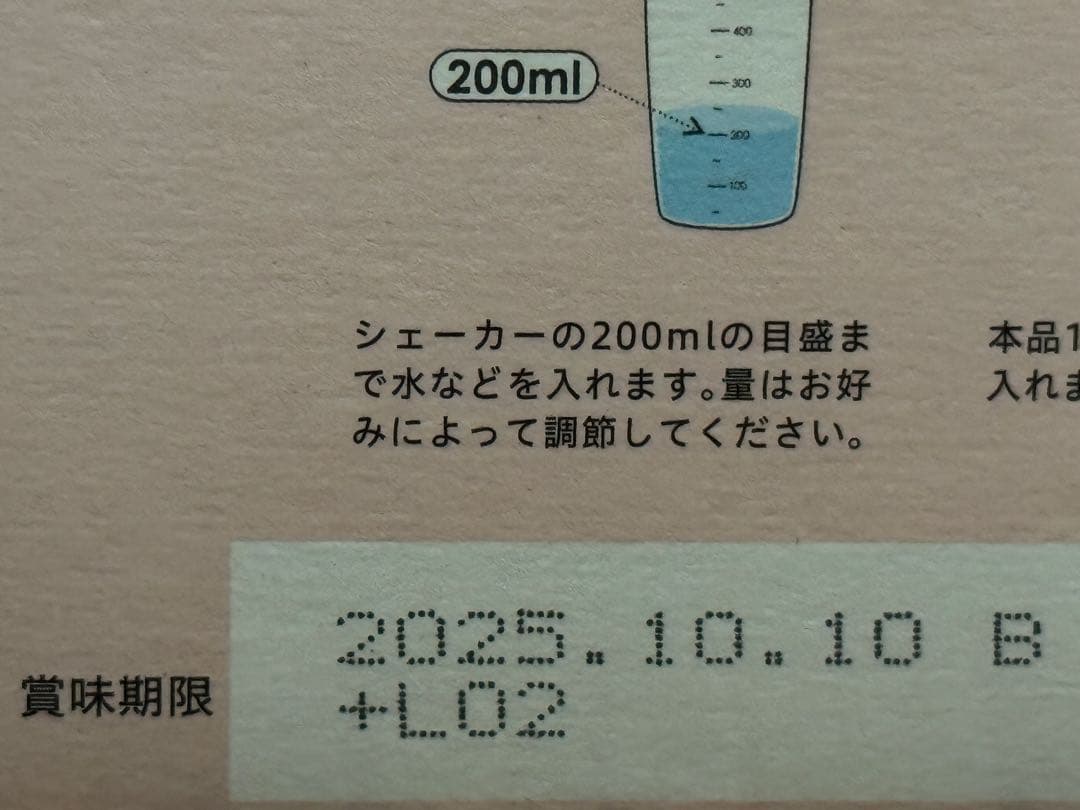 400
200ml
300
200
100
シェーカーの200mlの目盛ま
で水などを入れます。量はお好
みによって調節してください。
本品1
入れま
2025.10.10 B
+L02
賞味期限